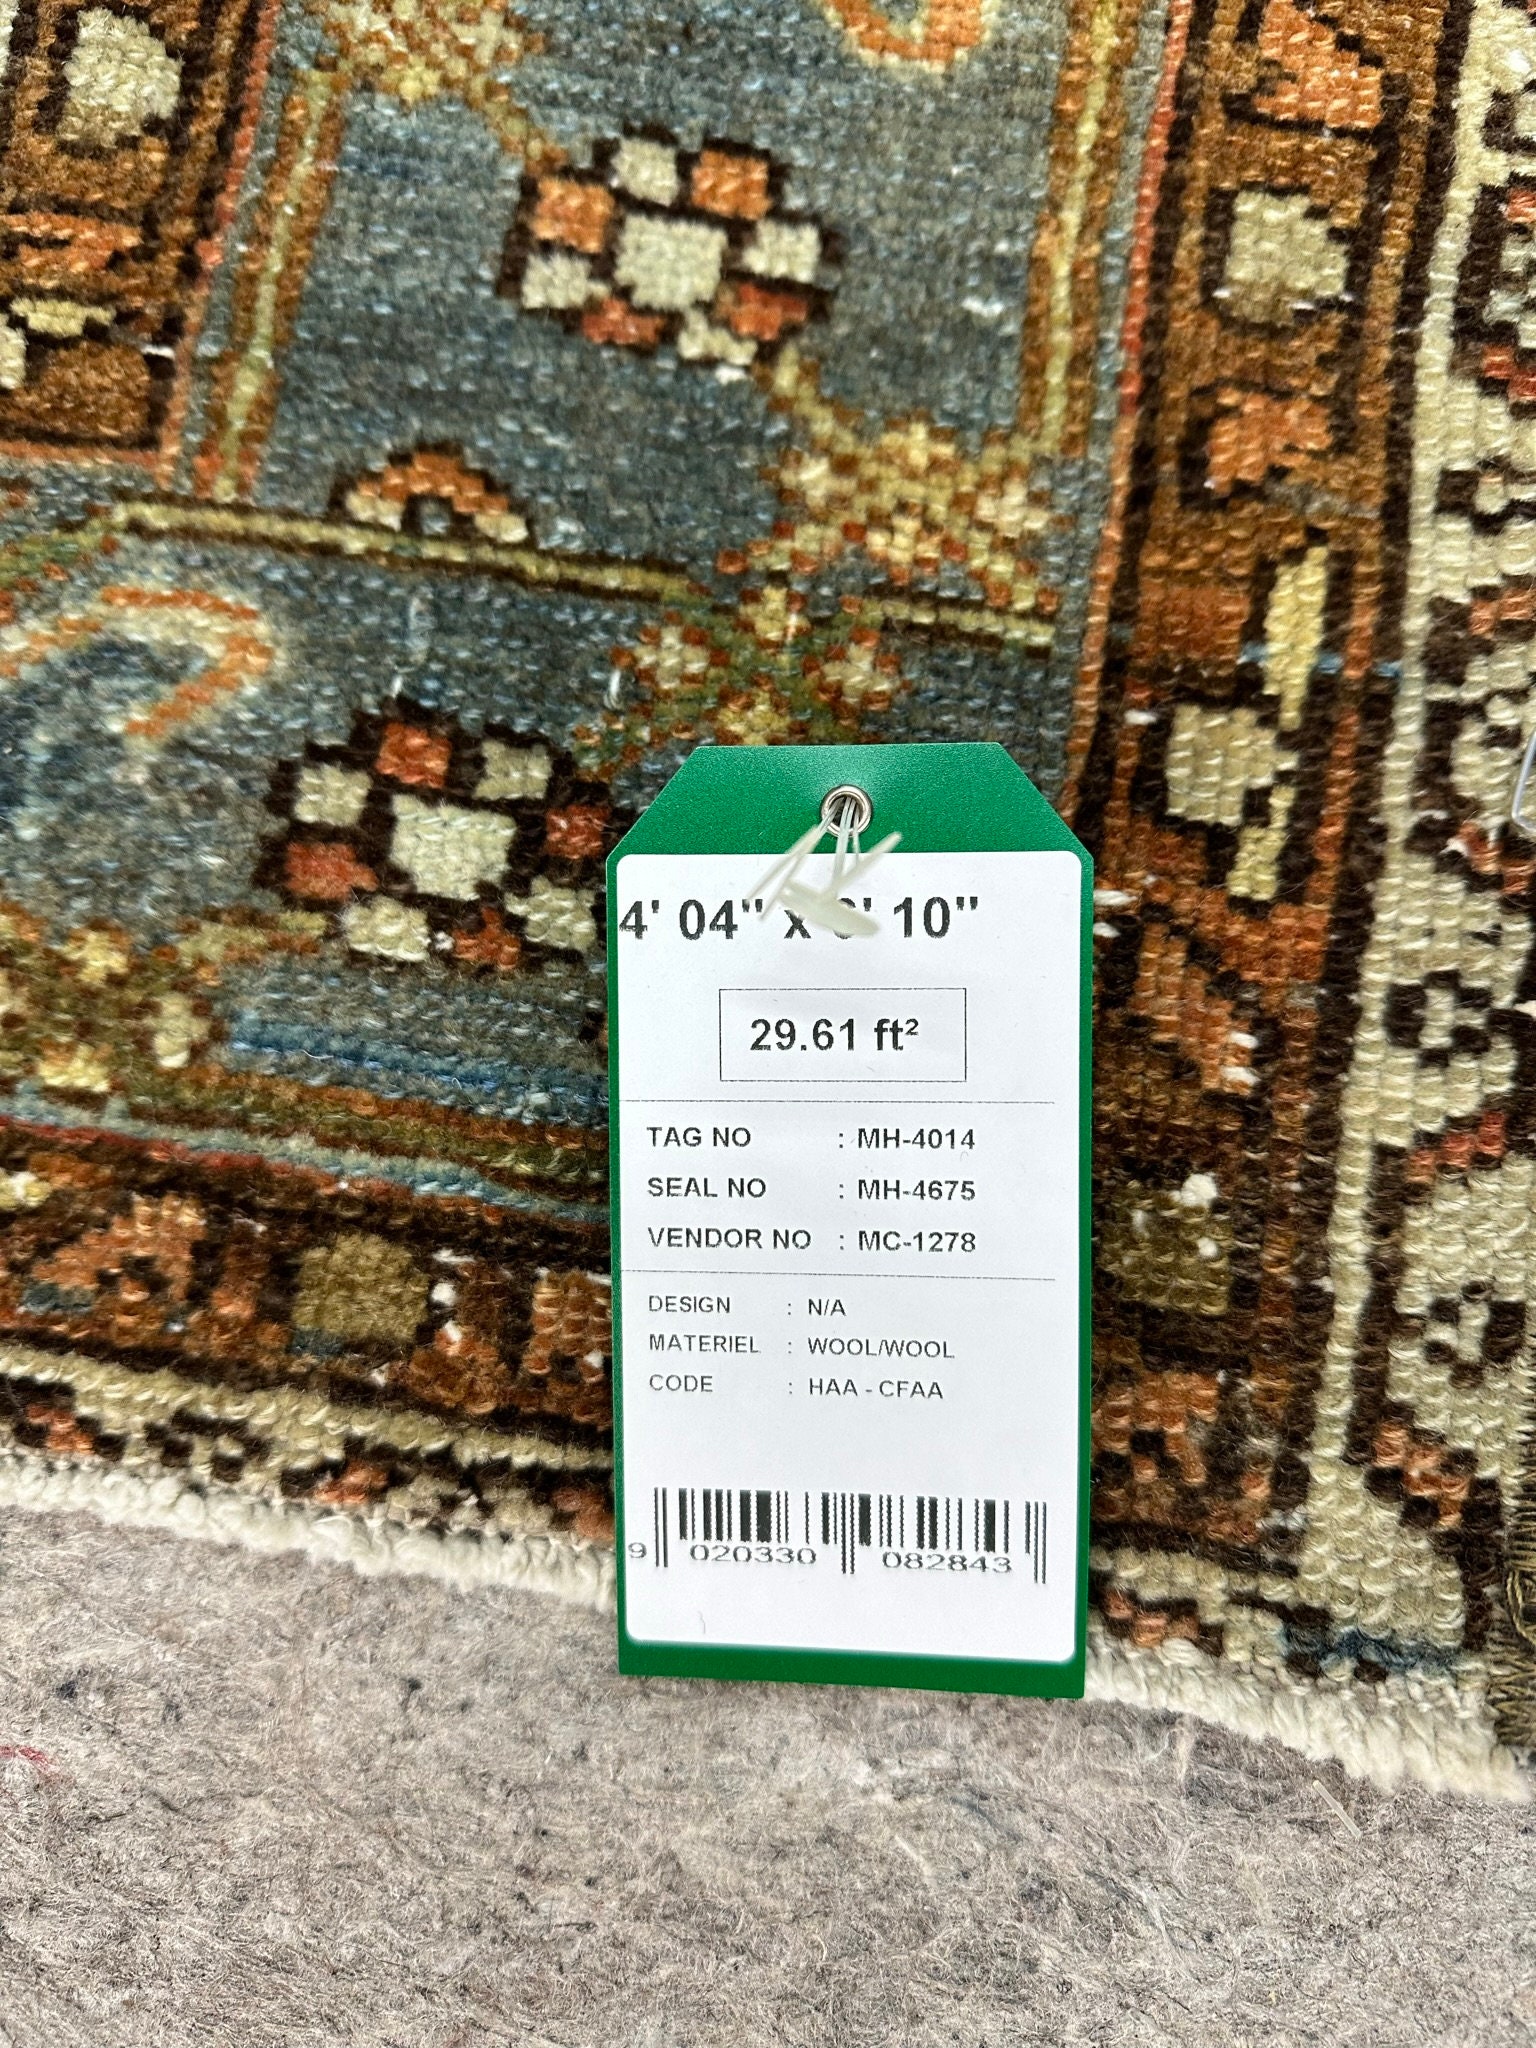 4' 04" x 6' 10"
29.61 ft²
TAG NO : MH-4014
SEAL NO : MH-4675
VENDOR NO : MC-1278
DESIGN : N/A
MATERIEL : WOOL/WOOL
CODE : HAA - CFAA
9 020330 082843